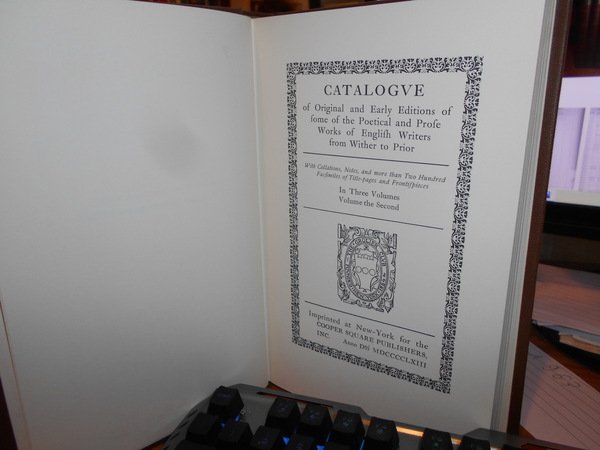 CATALOGVE
of Original and Early Editions of
ſome of the Poetical and Proſe
Works of Engliſh Writers
from Wither to Prior
With Collations, Notes, and more than Two Hundred
Facſimiles of Title-pages and Frontiſpieces
In Three Volumes
Volume the Second
Imprinted at New-York for the
COOPER SQUARE PUBLISHERS,
INC. Anno Dñi MDCCCCLXIII